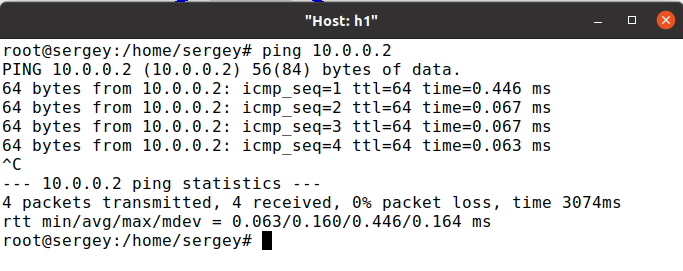 "Host: h1"
root@sergey:/home/sergey# ping 10.0.0.2
PING 10.0.0.2 (10.0.0.2) 56(84) bytes of data.
64 bytes from 10.0.0.2: icmp_seq=1 ttl=64 time=0.446 ms
64 bytes from 10.0.0.2: icmp_seq=2 ttl=64 time=0.067 ms
64 bytes from 10.0.0.2: icmp_seq=3 ttl=64 time=0.067 ms
64 bytes from 10.0.0.2: icmp_seq=4 ttl=64 time=0.063 ms
^C
--- 10.0.0.2 ping statistics ---
4 packets transmitted, 4 received, 0% packet loss, time 3074ms
rtt min/avg/max/mdev = 0.063/0.160/0.446/0.164 ms
root@sergey:/home/sergey#